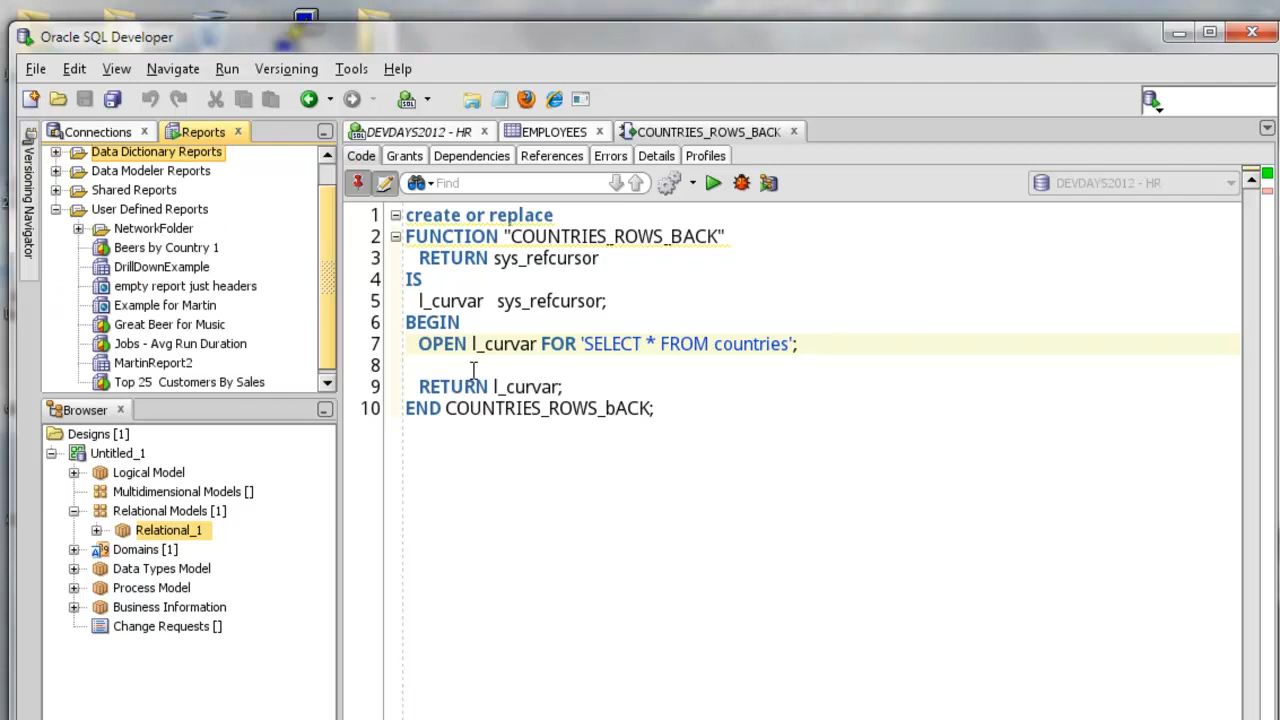 Oracle SQL Developer
File Edit View Navigate Run Versioning Tools Help
Connections Reports
DEVDAYS2012 - HR EMPLOYEES COUNTRIES_ROWS_BACK
Versioning Navigator
Code Grants Dependencies References Errors Details Profiles
Find
DEVDAYS2012 - HR
Data Dictionary Reports
Data Modeler Reports
Shared Reports
User Defined Reports
NetworkFolder
Beers by Country 1
DrillDownExample
empty report just headers
Example for Martin
Great Beer for Music
Jobs - Avg Run Duration
MartinReport2
Top 25 Customers By Sales
Browser
Designs [1]
Untitled_1
Logical Model
Multidimensional Models []
Relational Models [1]
Relational_1
Domains [1]
Data Types Model
Process Model
Business Information
Change Requests []
1 create or replace
2 FUNCTION "COUNTRIES_ROWS_BACK"
3 RETURN sys_refcursor
4 IS
5 l_curvar sys_refcursor;
6 BEGIN
7 OPEN l_curvar FOR 'SELECT * FROM countries';
8
9 RETURN l_curvar;
10 END COUNTRIES_ROWS_bACK;